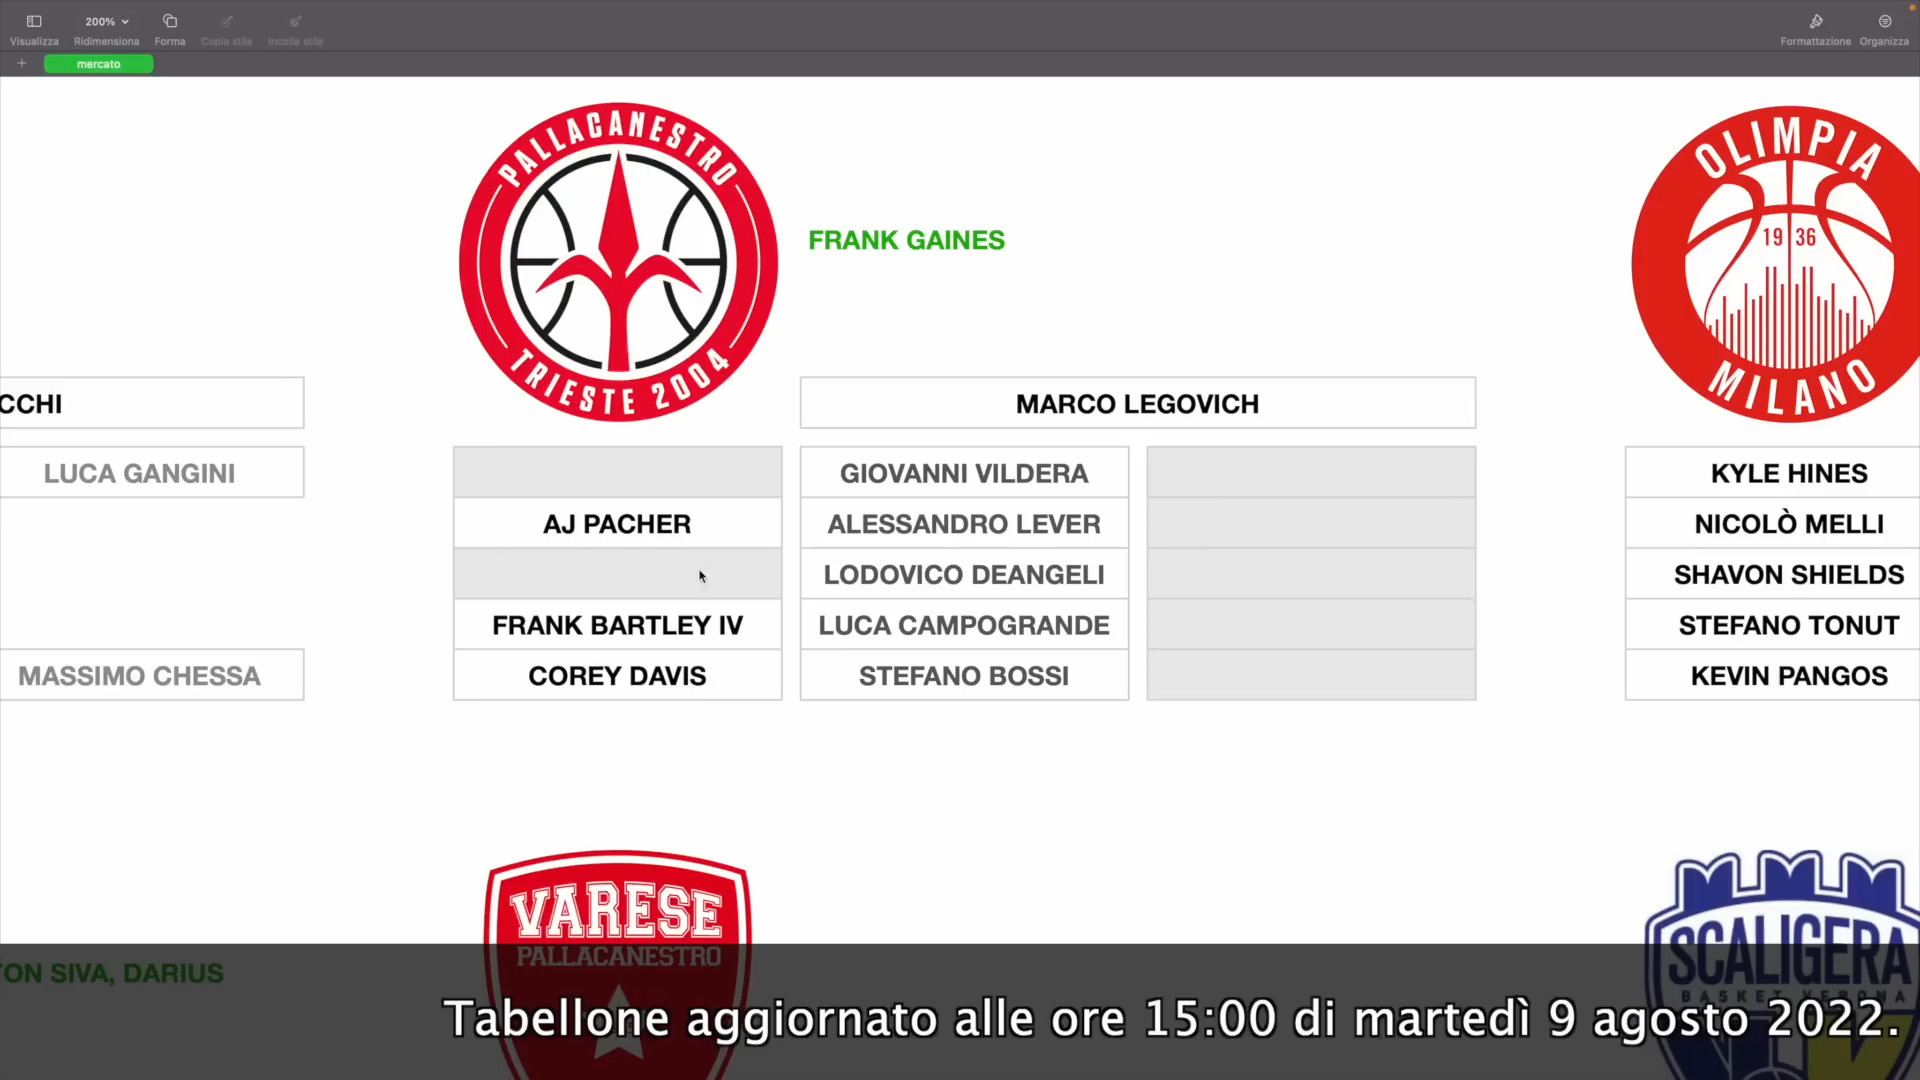 200%
Visualizza
Ridimensiona
Forma
Copia stile
Incolla stile
Formattazione
Organizza
mercato
PALLACANESTRO
TRIESTE 2004
FRANK GAINES
OLIMPIA
19 36
MILANO
CCHI
MARCO LEGOVICH
LUCA GANGINI
GIOVANNI VILDERA
KYLE HINES
AJ PACHER
ALESSANDRO LEVER
NICOLÒ MELLI
LODOVICO DEANGELI
SHAVON SHIELDS
FRANK BARTLEY IV
LUCA CAMPOGRANDE
STEFANO TONUT
MASSIMO CHESSA
COREY DAVIS
STEFANO BOSSI
KEVIN PANGOS
VARESE
PALLACANESTRO
SCALIGERA
BASKET VERONA
TON SIVA, DARIUS
Tabellone aggiornato alle ore 15:00 di martedì 9 agosto 2022.